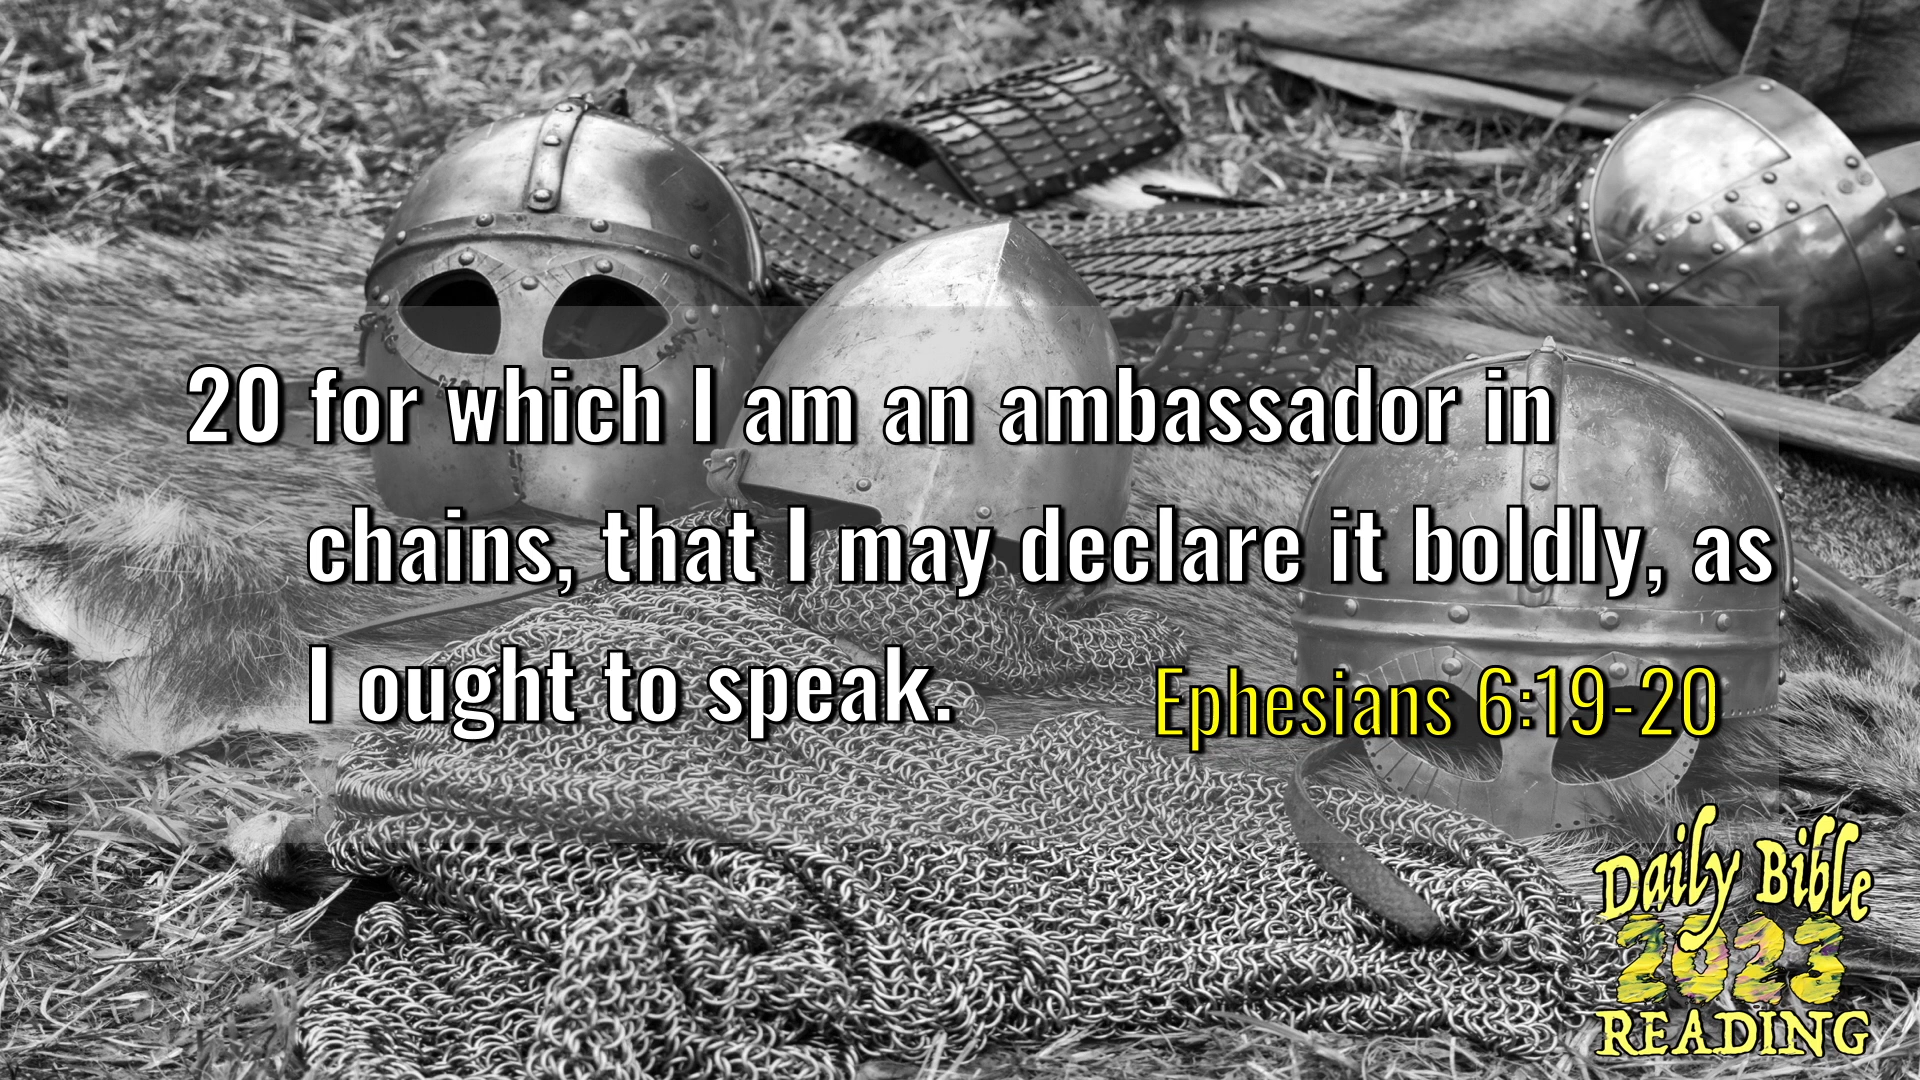 20 for which I am an ambassador in
chains, that I may declare it boldly, as
I ought to speak.
Ephesians 6:19-20
Daily Bible
2023
READING